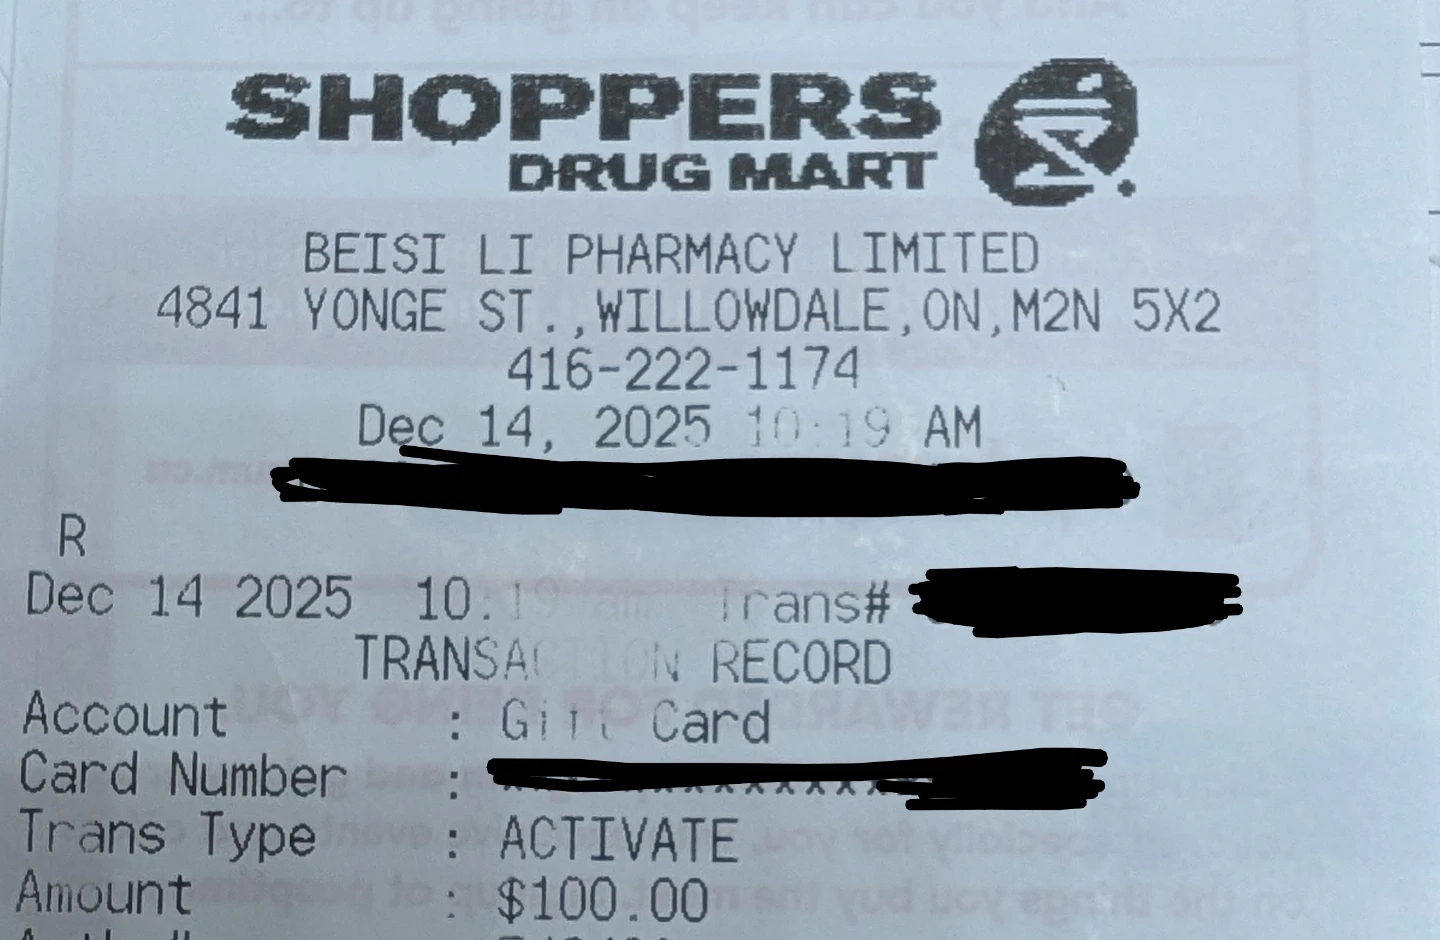 SHOPPERS
DRUG MART
BEISI LI PHARMACY LIMITED
4841 YONGE ST.,WILLOWDALE,ON,M2N 5X2
416-222-1174
Dec 14, 2025 10:19 AM
R
Dec 14 2025 10:19 am Trans#
TRANSACTION RECORD
Account : Gift Card
Card Number :
Trans Type : ACTIVATE
Amount : $100.00